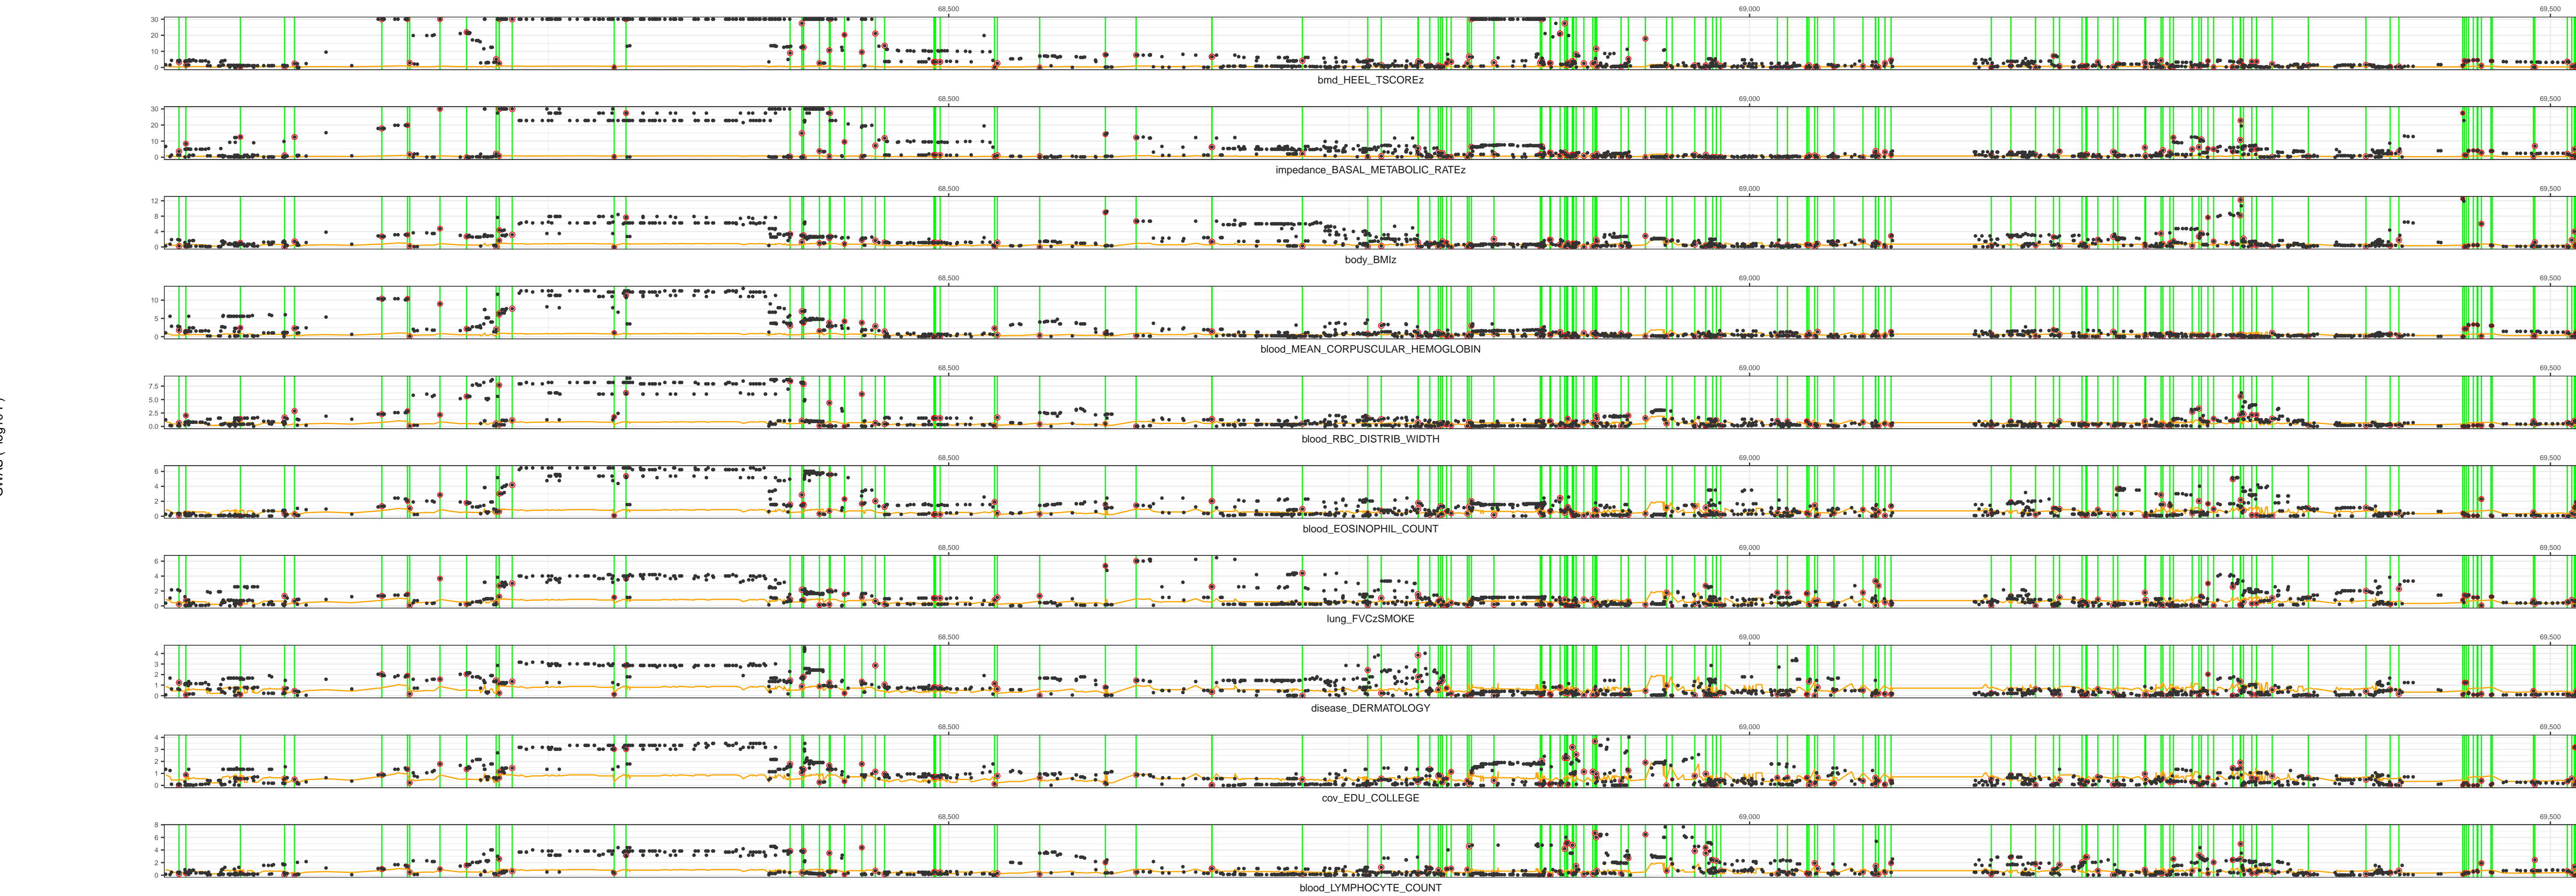 68,500 69,000 69,500
30
20
10
0
bmd_HEEL_TSCOREz
68,500 69,000 69,500
30
20
10
0
impedance_BASAL_METABOLIC_RATEz
68,500 69,000 69,500
12
8
4
0
body_BMIz
68,500 69,000 69,500
10
5
0
blood_MEAN_CORPUSCULAR_HEMOGLOBIN
68,500 69,000 69,500
7.5
5.0
2.5
0.0
blood_RBC_DISTRIB_WIDTH
68,500 69,000 69,500
6
4
2
0
blood_EOSINOPHIL_COUNT
68,500 69,000 69,500
6
4
2
0
lung_FVCzSMOKE
68,500 69,000 69,500
4
3
2
1
0
disease_DERMATOLOGY
68,500 69,000 69,500
4
3
2
1
0
cov_EDU_COLLEGE
68,500 69,000 69,500
8
6
4
2
0
blood_LYMPHOCYTE_COUNT